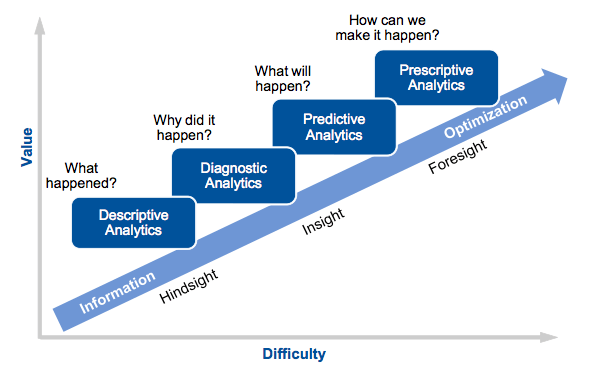 How can we
make it happen?
Prescriptive
Analytics
What will
happen?
Predictive
Analytics
Optimization
Why did it
happen?
Foresight
Diagnostic
Analytics
Value
What
happened?
Insight
Descriptive
Analytics
Information
Hindsight
Difficulty